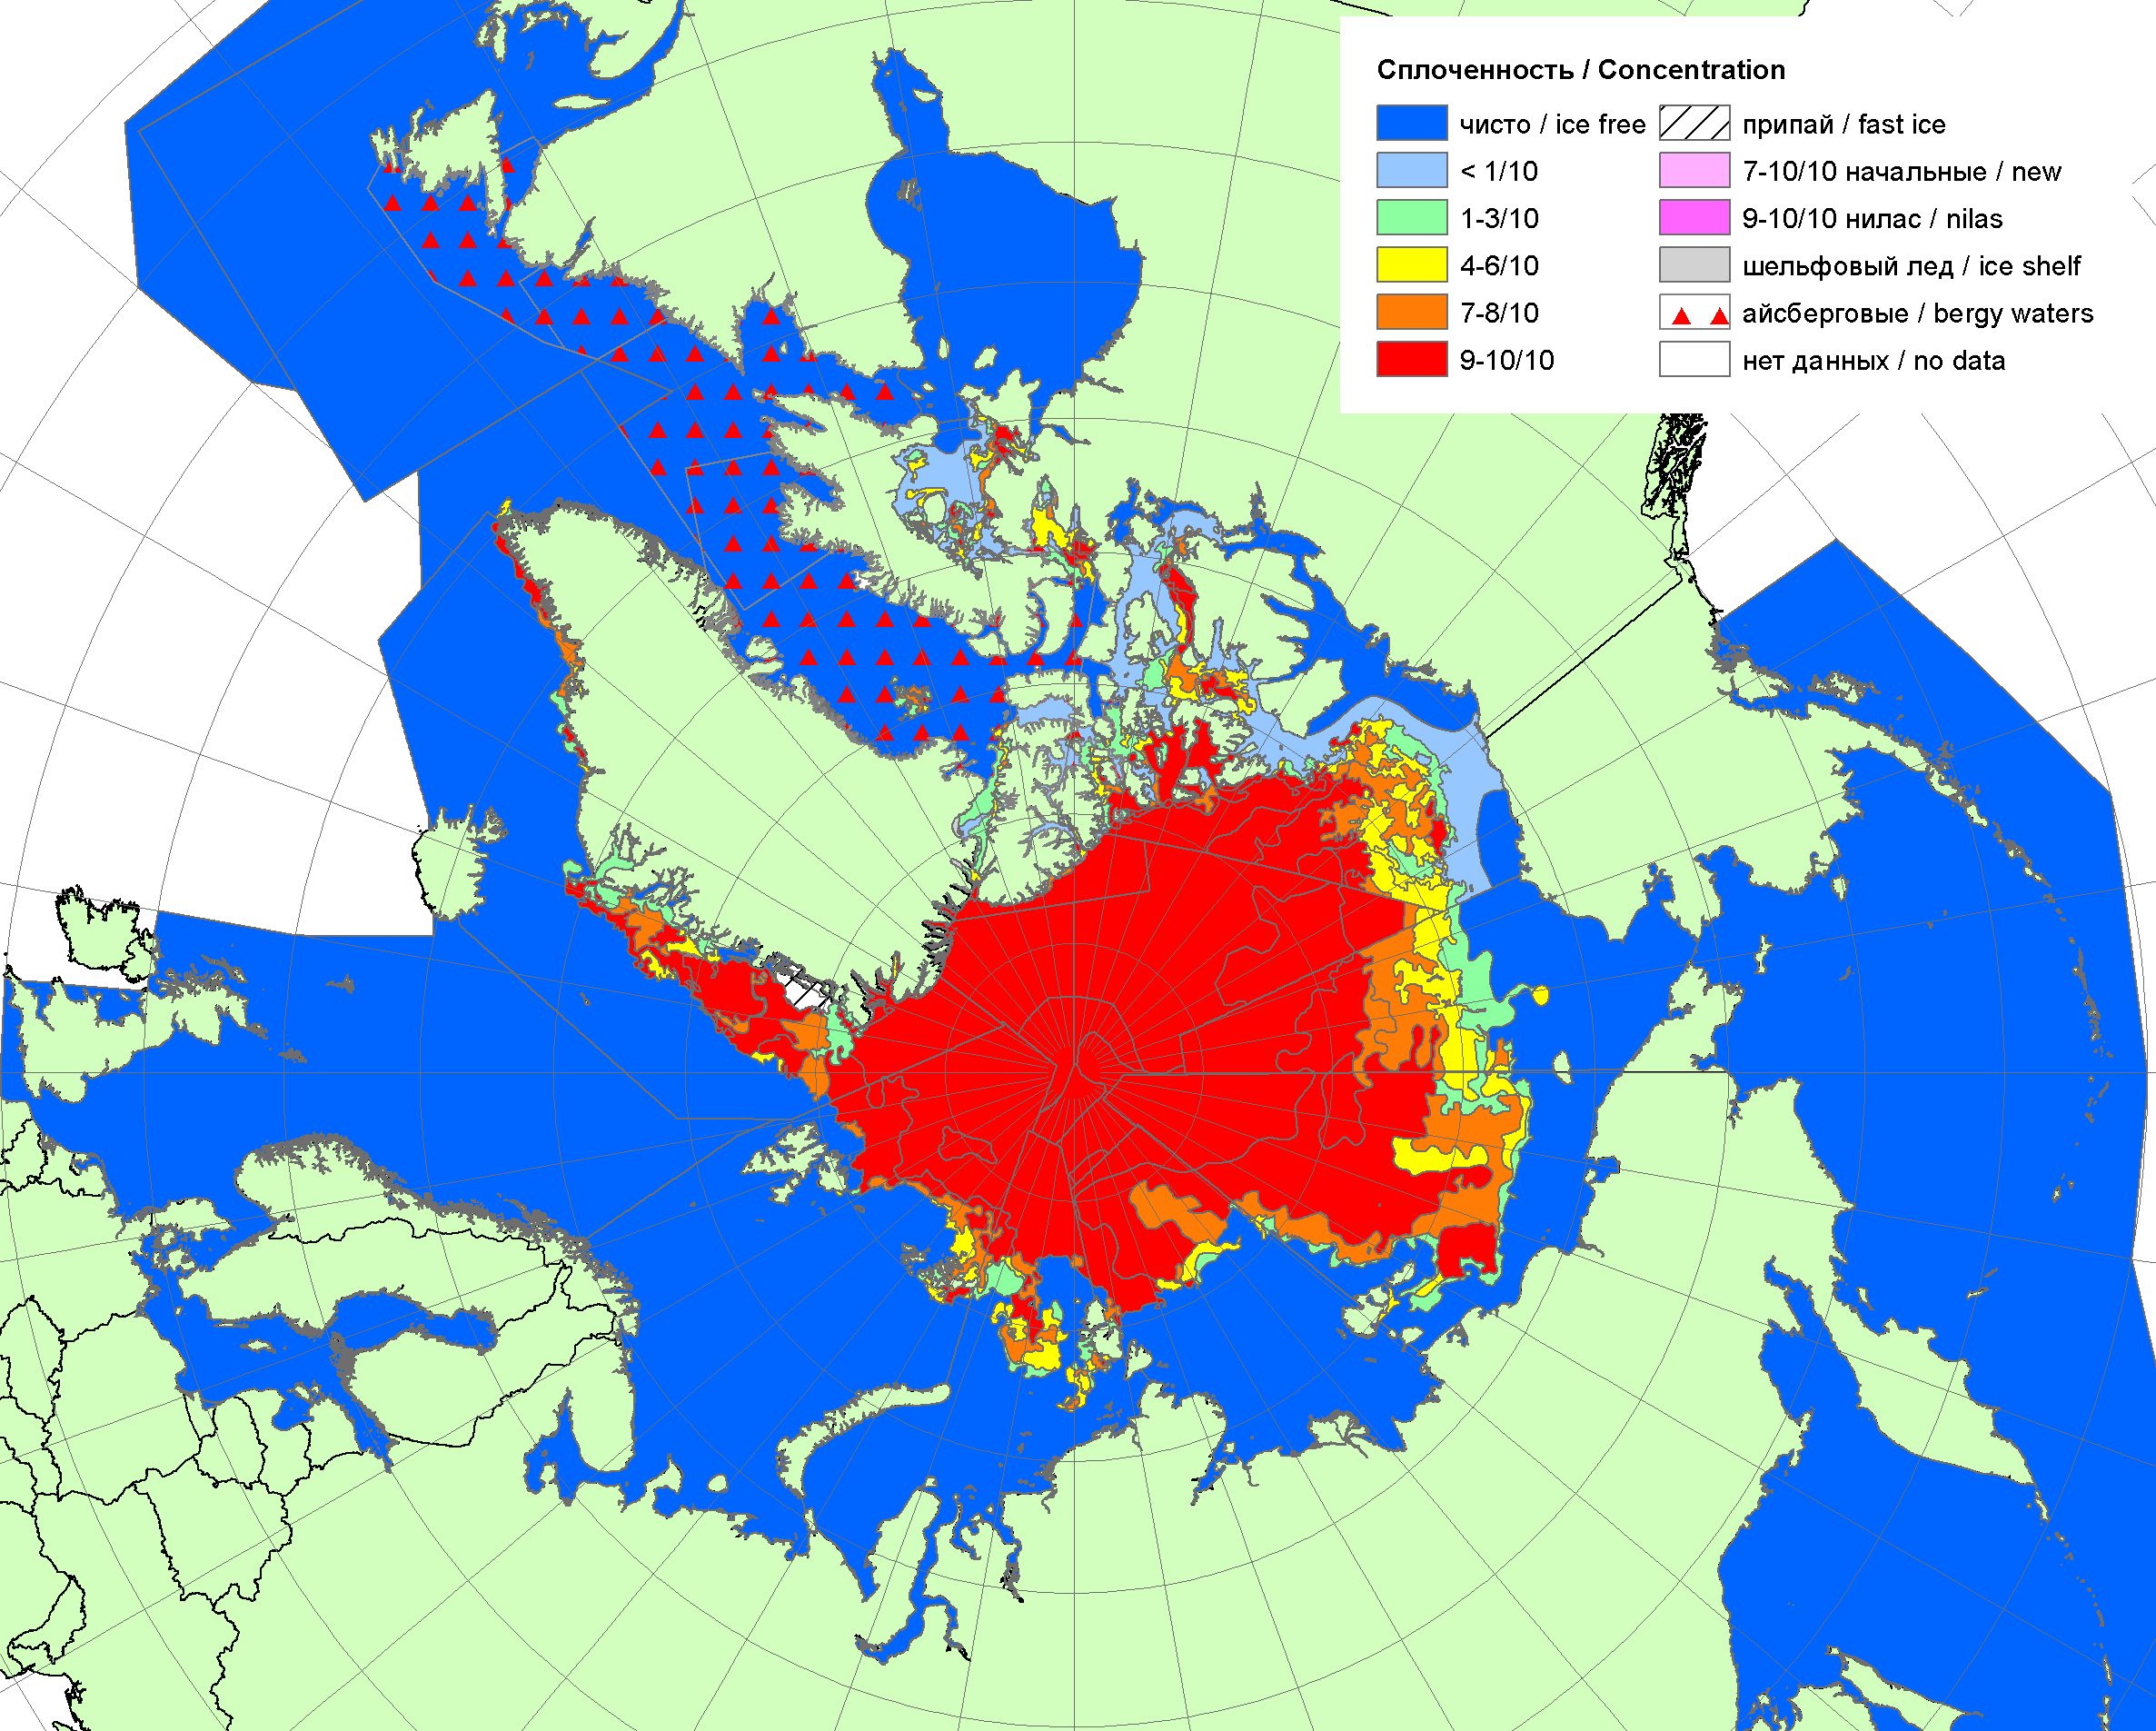 Сплоченность / Concentration
чисто / ice free
< 1/10
1-3/10
4-6/10
7-8/10
9-10/10
припай / fast ice
7-10/10 начальные / new
9-10/10 нилас / nilas
шельфовый лед / ice shelf
айсберговые / bergy waters
нет данных / no data